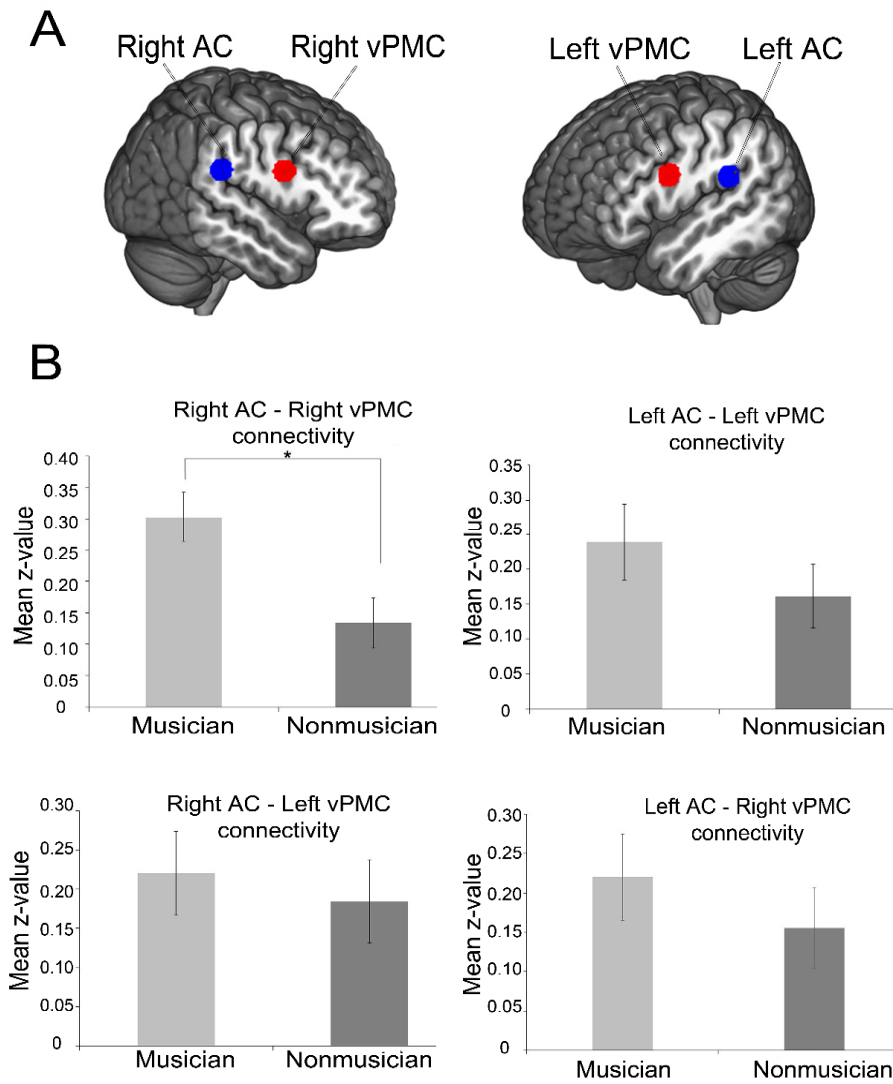 A
Right AC
Right vPMC
Left vPMC
Left AC
B
Right AC - Right vPMC
connectivity
Mean z-value
0.40
0.35
0.30
0.25
0.20
0.15
0.10
0.05
0
*
Musician
Nonmusician
Left AC - Left vPMC
connectivity
Mean z-value
0.35
0.30
0.25
0.20
0.15
0.10
0.05
0
Musician
Nonmusician
Right AC - Left vPMC
connectivity
Mean z-value
0.30
0.25
0.20
0.15
0.10
0.05
0
Musician
Nonmusician
Left AC - Right vPMC
connectivity
Mean z-value
0.30
0.25
0.20
0.15
0.10
0.05
0
Musician
Nonmusician